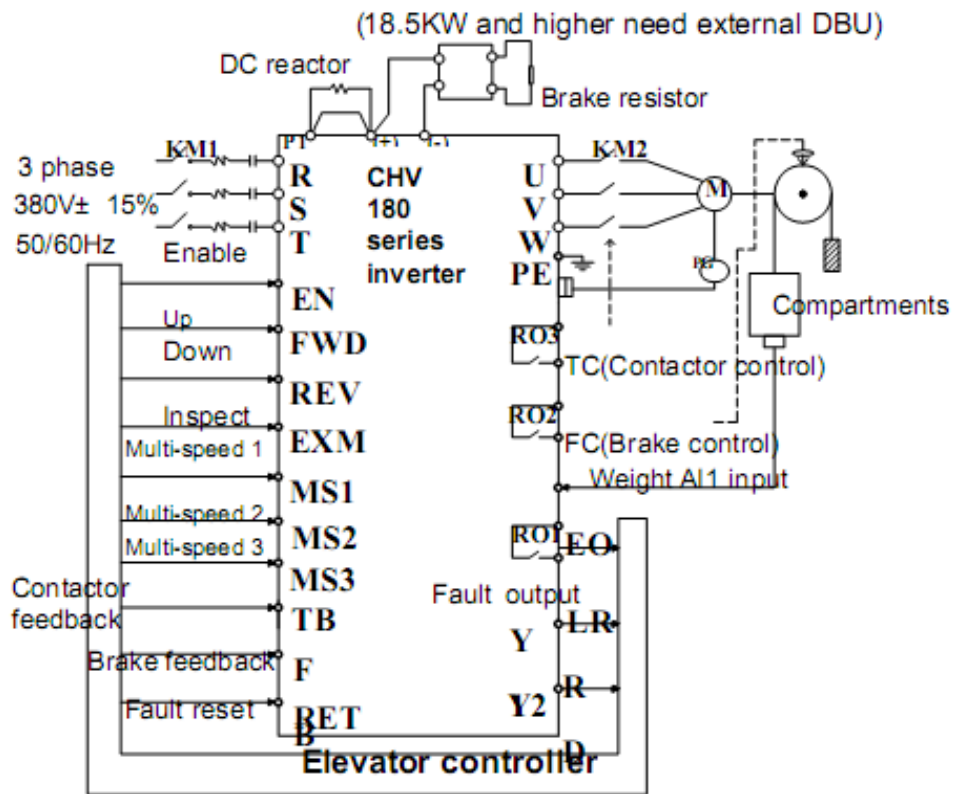 (18.5KW and higher need external DBU)
DC reactor
Brake resistor
P1
(+)
(-)
KM1
KM2
3 phase
380V± 15%
50/60Hz
R
S
T
CHV
180
series
inverter
U
V
W
PE
M
PG
Enable
EN
Up
FWD
Down
REV
Inspect
EXM
Multi-speed 1
MS1
Multi-speed 2
MS2
Multi-speed 3
MS3
Contactor
feedback
TB
Brake feedback
F
B
Fault reset
RET
Compartments
RO3
TC(Contactor control)
RO2
FC(Brake control)
Weight AI1 input
RO1
EO
Fault output
LR
Y
R
Y2
D
Elevator controller